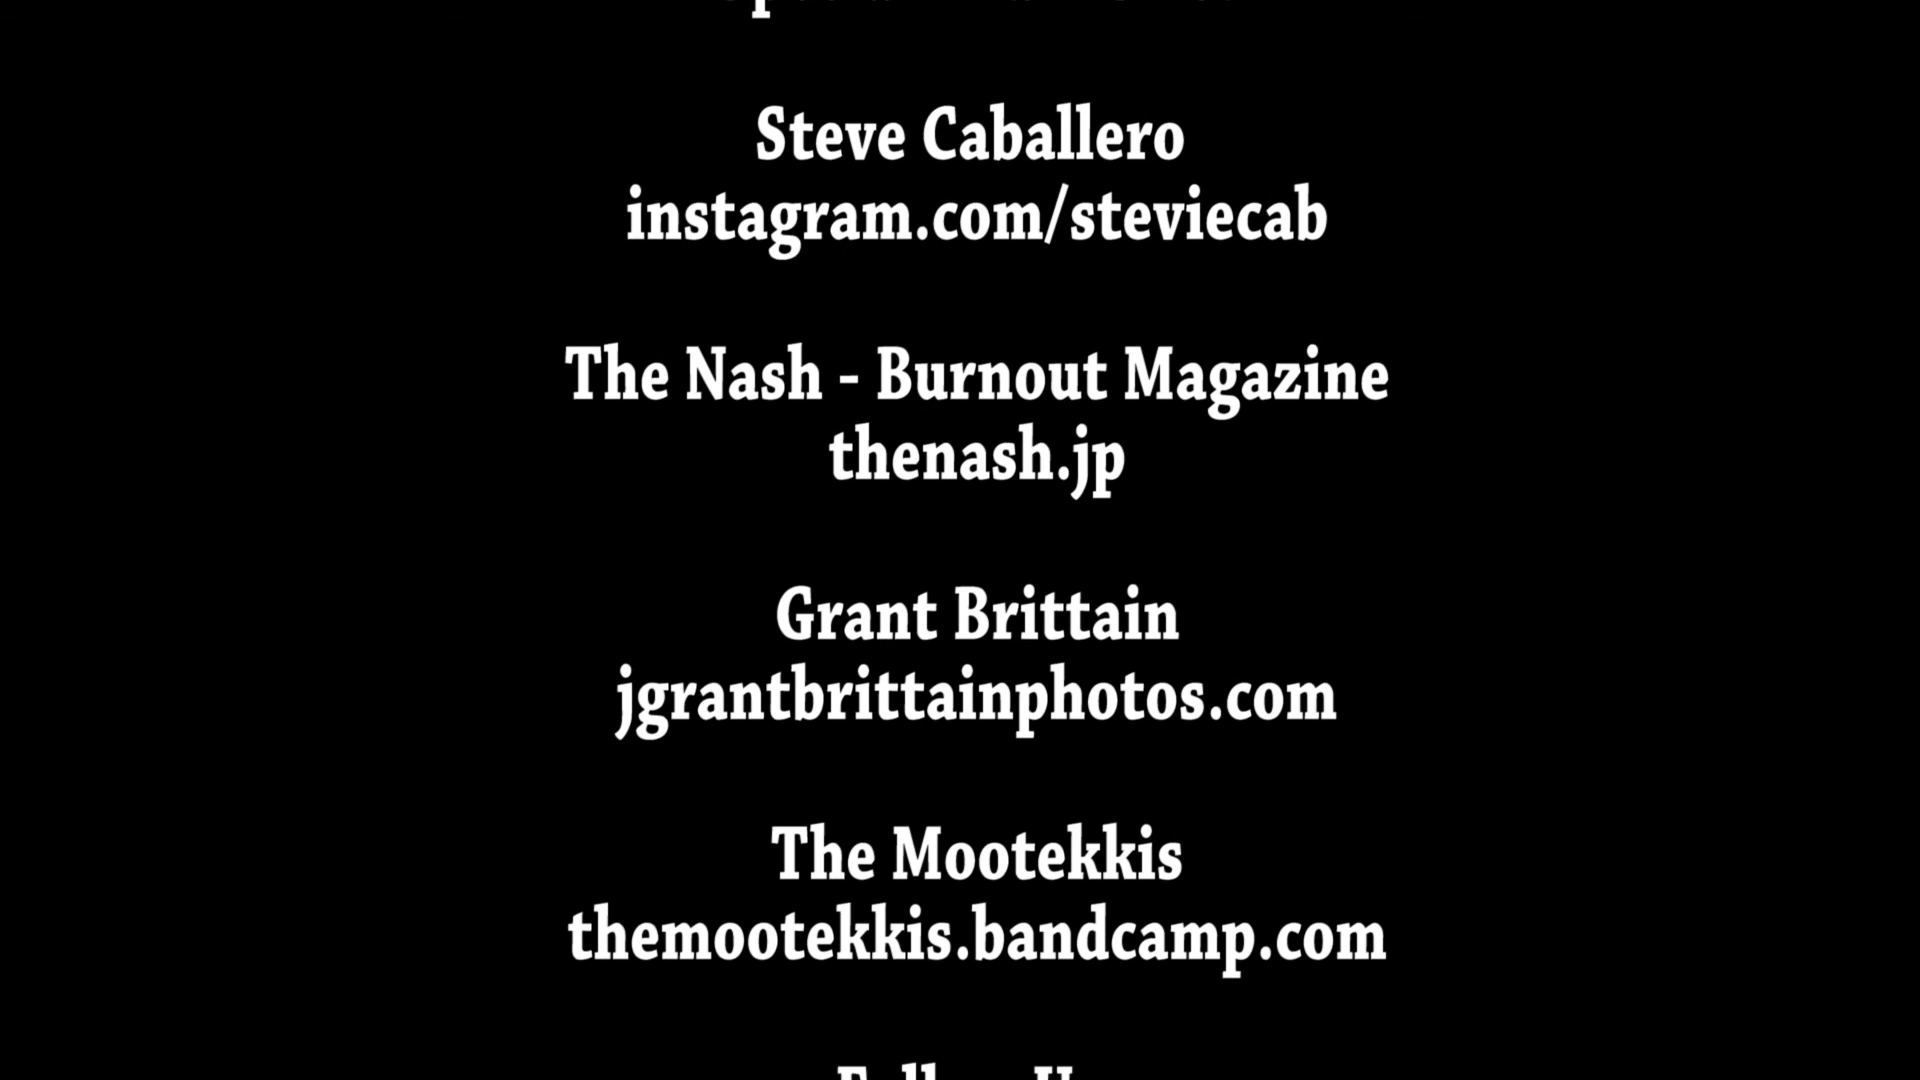 Steve Caballero
instagram.com/steviecab
The Nash - Burnout Magazine
thenash.jp
Grant Brittain
jgrantbrittainphotos.com
The Mootekkis
themootekkis.bandcamp.com